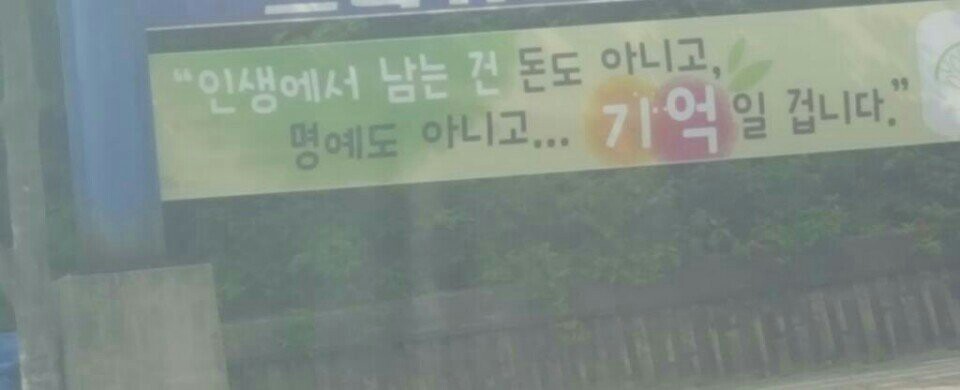 “인생에서 남는 건 돈도 아니고,
명예도 아니고... 기억일 겁니다.”